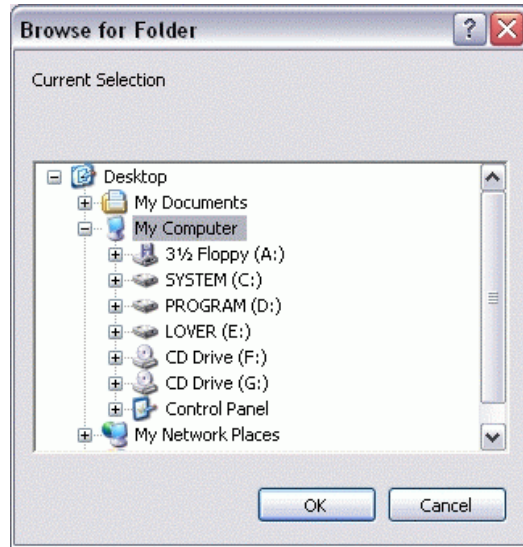 Browse for Folder
Current Selection
Desktop
My Documents
My Computer
3½ Floppy (A:)
SYSTEM (C:)
PROGRAM (D:)
LOVER (E:)
CD Drive (F:)
CD Drive (G:)
Control Panel
My Network Places
OK Cancel